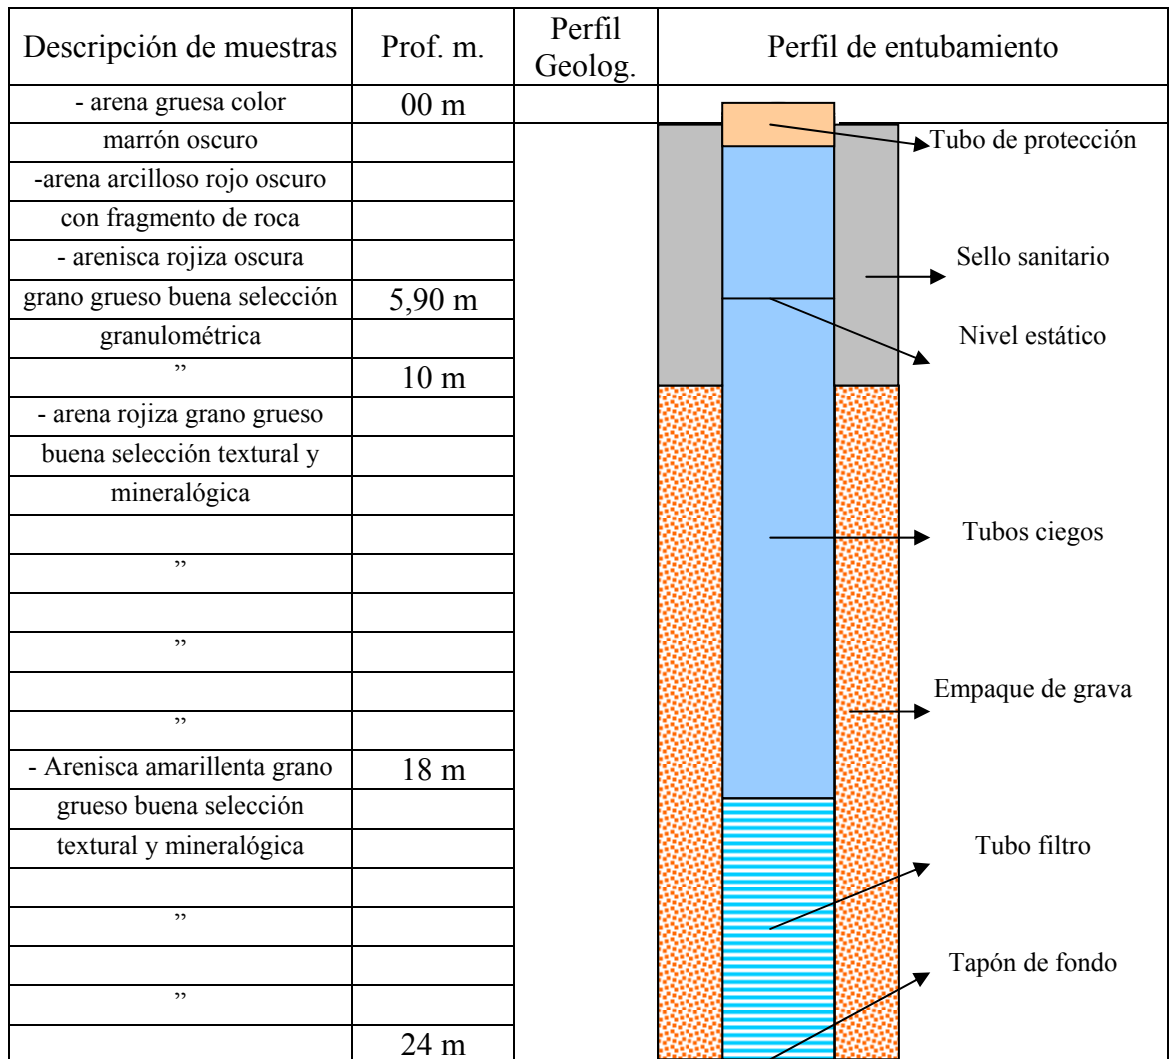 Descripción de muestras
Prof. m.
Perfil
Geolog.
Perfil de entubamiento
- arena gruesa color
00 m
marrón oscuro
Tubo de protección
-arena arcilloso rojo oscuro
con fragmento de roca
- arenisca rojiza oscura
Sello sanitario
grano grueso buena selección
5,90 m
granulométrica
Nivel estático
”
10 m
- arena rojiza grano grueso
buena selección textural y
mineralógica
Tubos ciegos
”
”
Empaque de grava
”
- Arenisca amarillenta grano
18 m
grueso buena selección
textural y mineralógica
Tubo filtro
”
Tapón de fondo
”
24 m